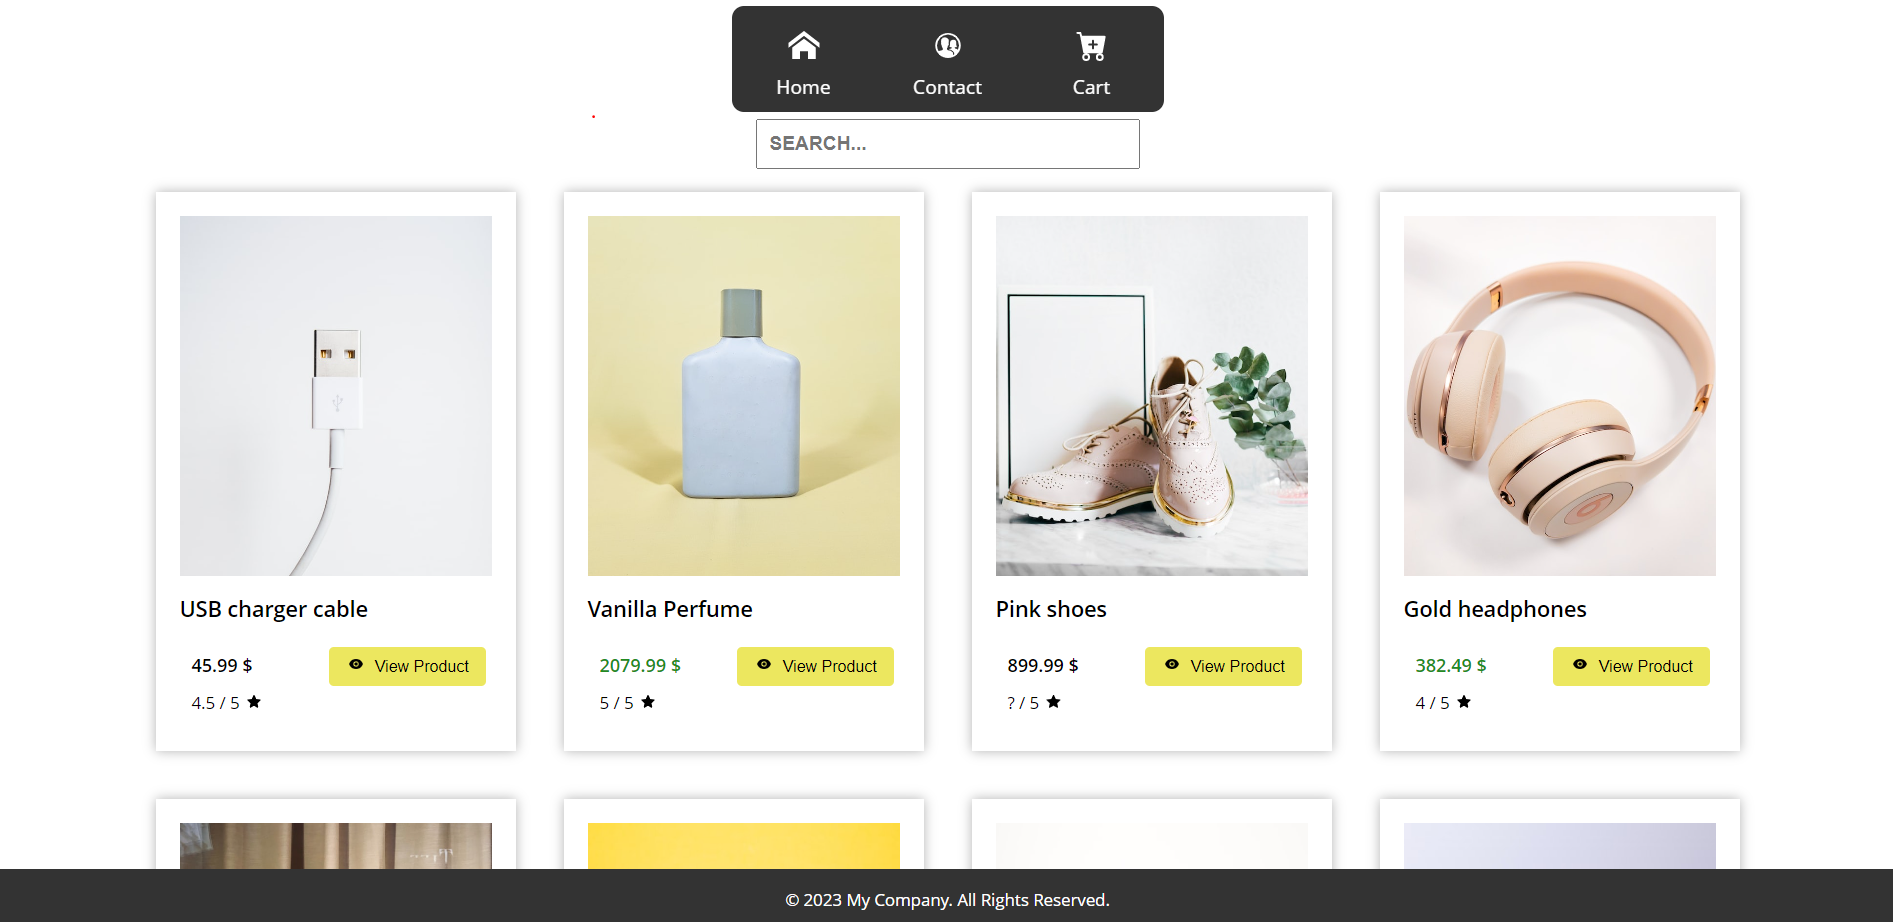 Home
Contact
Cart
SEARCH...
USB charger cable
45.99 $
View Product
4.5 / 5
Vanilla Perfume
2079.99 $
View Product
5 / 5
Pink shoes
899.99 $
View Product
? / 5
Gold headphones
382.49 $
View Product
4 / 5
© 2023 My Company. All Rights Reserved.